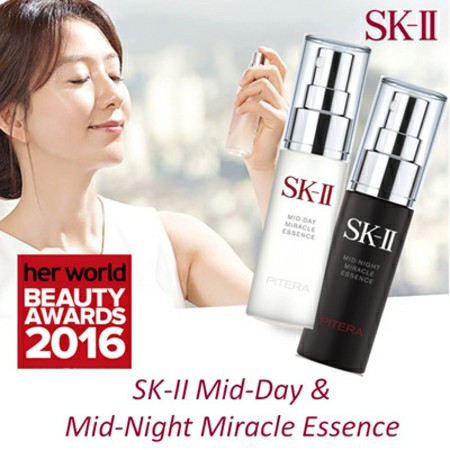 SK-II
SK-II
MID-DAY
MIRACLE
ESSENCE
PITERA
SK-II
MID-NIGHT
MIRACLE
ESSENCE
PITERA
her world
BEAUTY
AWARDS
2016
SK-II Mid-Day &
Mid-Night Miracle Essence